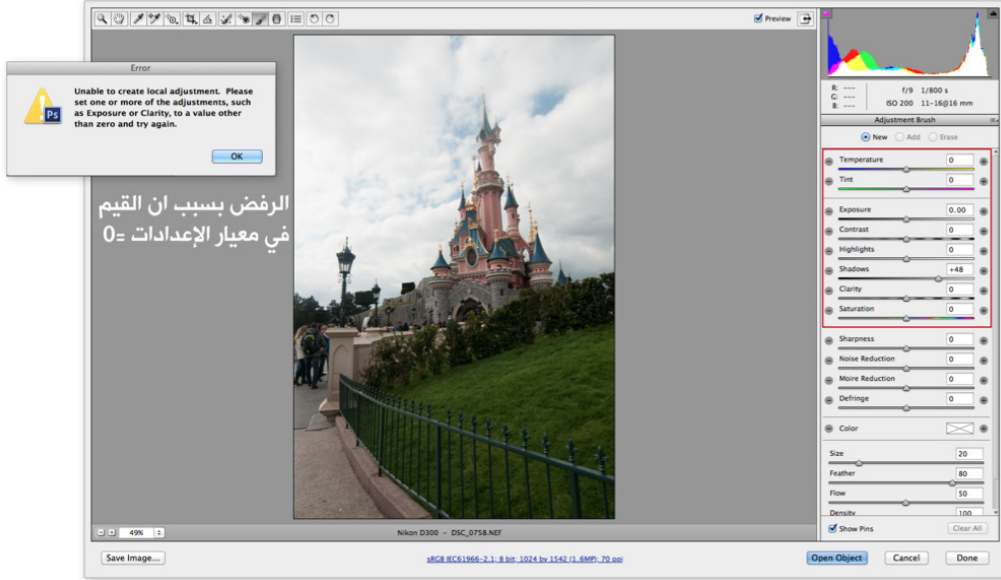 Preview
Error
Unable to create local adjustment. Please
set one or more of the adjustments, such
as Exposure or Clarity, to a value other
than zero and try again.
Ps
OK
الرفض بسبب ان القيم
في معيار الإعدادات =0
R: ---
G: ---
B: ---
f/9 1/800 s
ISO 200 11-16@16 mm
Adjustment Brush
New Add Erase
Temperature 0
Tint 0
Exposure 0.00
Contrast 0
Highlights 0
Shadows +48
Clarity 0
Saturation 0
Sharpness 0
Noise Reduction 0
Moire Reduction 0
Defringe 0
Color
Size 20
Feather 80
Flow 50
Density 100
Show Pins Clear All
49% Nikon D300 - DSC_0758.NEF
Save Image... sRGB IEC61966-2.1; 8 bit; 1024 by 1542 (1.6MP); 70 ppi Open Object Cancel Done